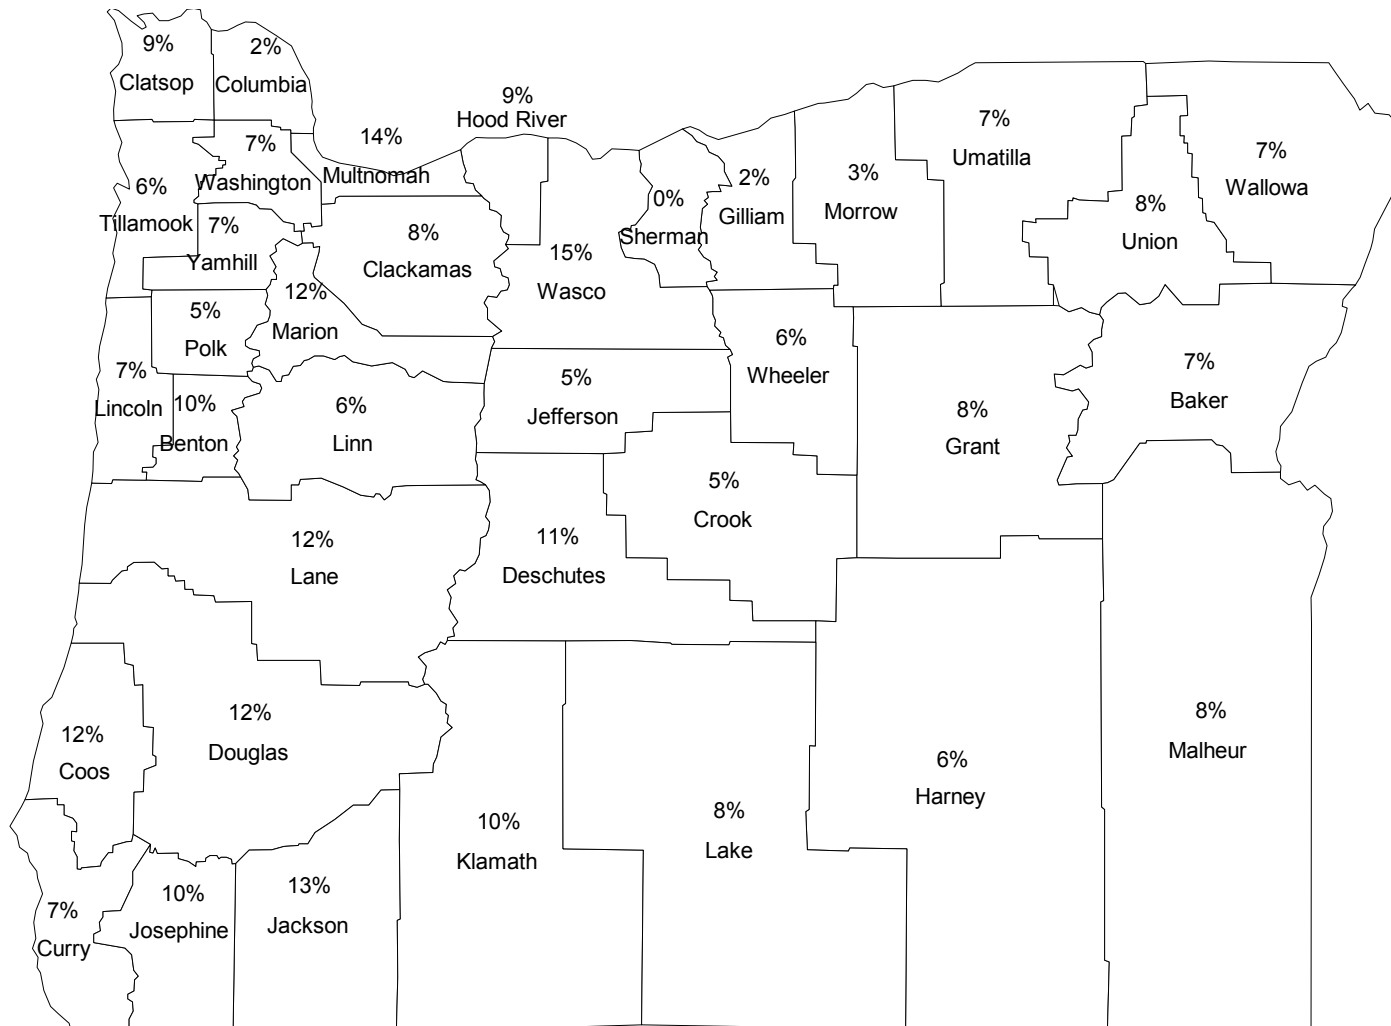 9%
Clatsop
2%
Columbia
9%
Hood River
14%
Multnomah
7%
Washington
6%
Tillamook
7%
Yamhill
8%
Clackamas
12%
Marion
5%
Polk
7%
Lincoln
10%
Benton
6%
Linn
15%
Wasco
0%
Sherman
2%
Gilliam
3%
Morrow
7%
Umatilla
8%
Union
7%
Wallowa
6%
Wheeler
5%
Jefferson
8%
Grant
7%
Baker
5%
Crook
11%
Deschutes
12%
Lane
12%
Douglas
12%
Coos
7%
Curry
10%
Josephine
13%
Jackson
10%
Klamath
8%
Lake
6%
Harney
8%
Malheur